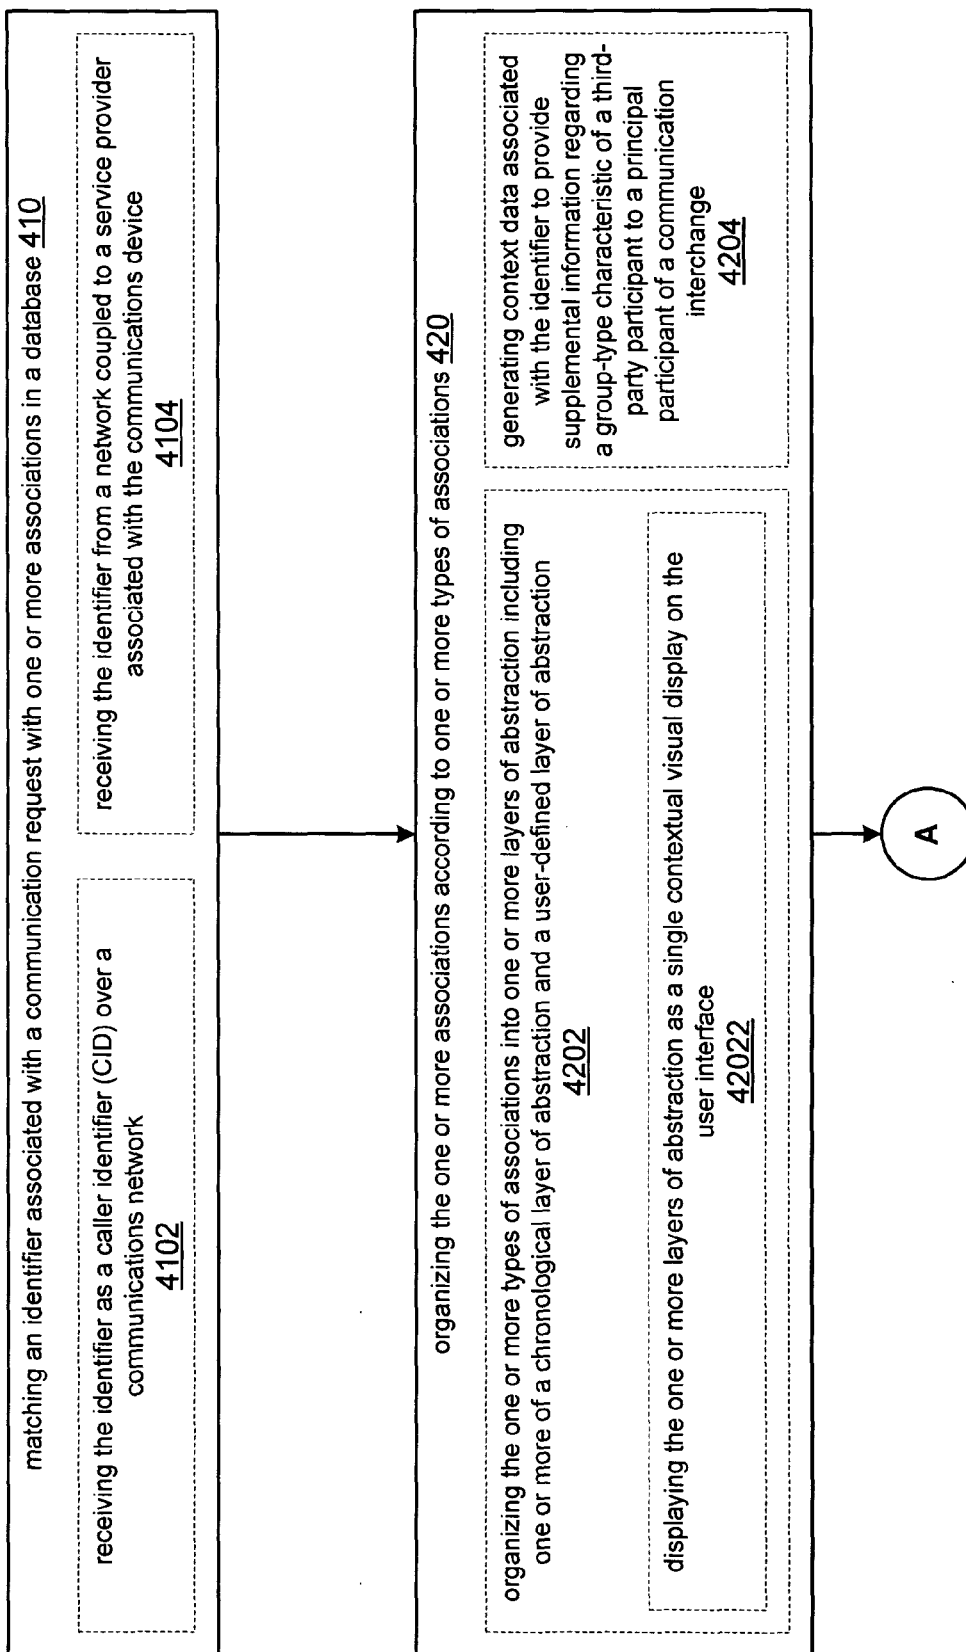 matching an identifier associated with a communication request with one or more associations in a database 410
receiving the identifier as a caller identifier (CID) over a
communications network
4102
receiving the identifier from a network coupled to a service provider
associated with the communications device
4104
organizing the one or more associations according to one or more types of associations 420
organizing the one or more types of associations into one or more layers of abstraction including
one or more of a chronological layer of abstraction and a user-defined layer of abstraction
4202
displaying the one or more layers of abstraction as a single contextual visual display on the
user interface
42022
generating context data associated
with the identifier to provide
supplemental information regarding
a group-type characteristic of a third-
party participant to a principal
participant of a communication
interchange
4204
A